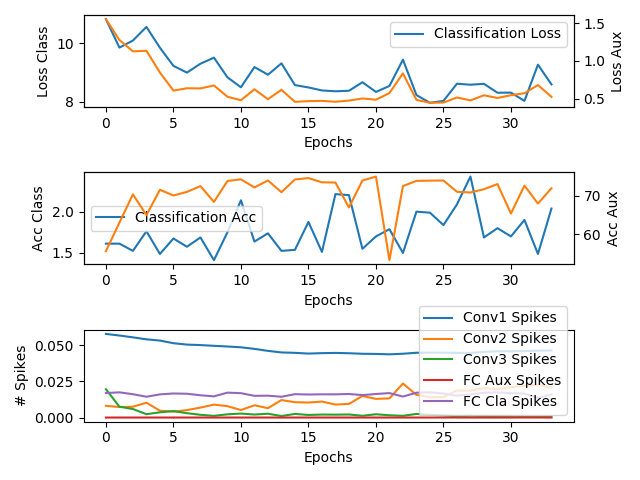 10
8
Loss Class
Classification Loss
1.5
1.0
0.5
Loss Aux
0 5 10 15 20 25 30
Epochs
2.0
1.5
Acc Class
Classification Acc
70
60
Acc Aux
0 5 10 15 20 25 30
Epochs
0.050
0.025
0.000
# Spikes
Conv1 Spikes
Conv2 Spikes
Conv3 Spikes
FC Aux Spikes
FC Cla Spikes
0 5 10 15 20 25 30
Epochs